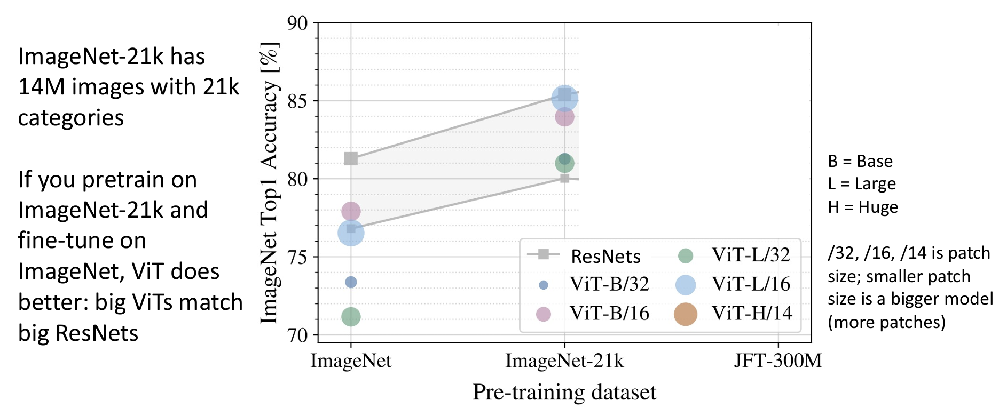 ImageNet-21k has
14M images with 21k
categories
If you pretrain on
ImageNet-21k and
fine-tune on
ImageNet, ViT does
better: big ViTs match
big ResNets
ImageNet Top1 Accuracy [%]
90
85
80
75
70
ImageNet
ImageNet-21k
JFT-300M
Pre-training dataset
ResNets
ViT-B/32
ViT-B/16
ViT-L/32
ViT-L/16
ViT-H/14
B = Base
L = Large
H = Huge
/32, /16, /14 is patch
size; smaller patch
size is a bigger model
(more patches)